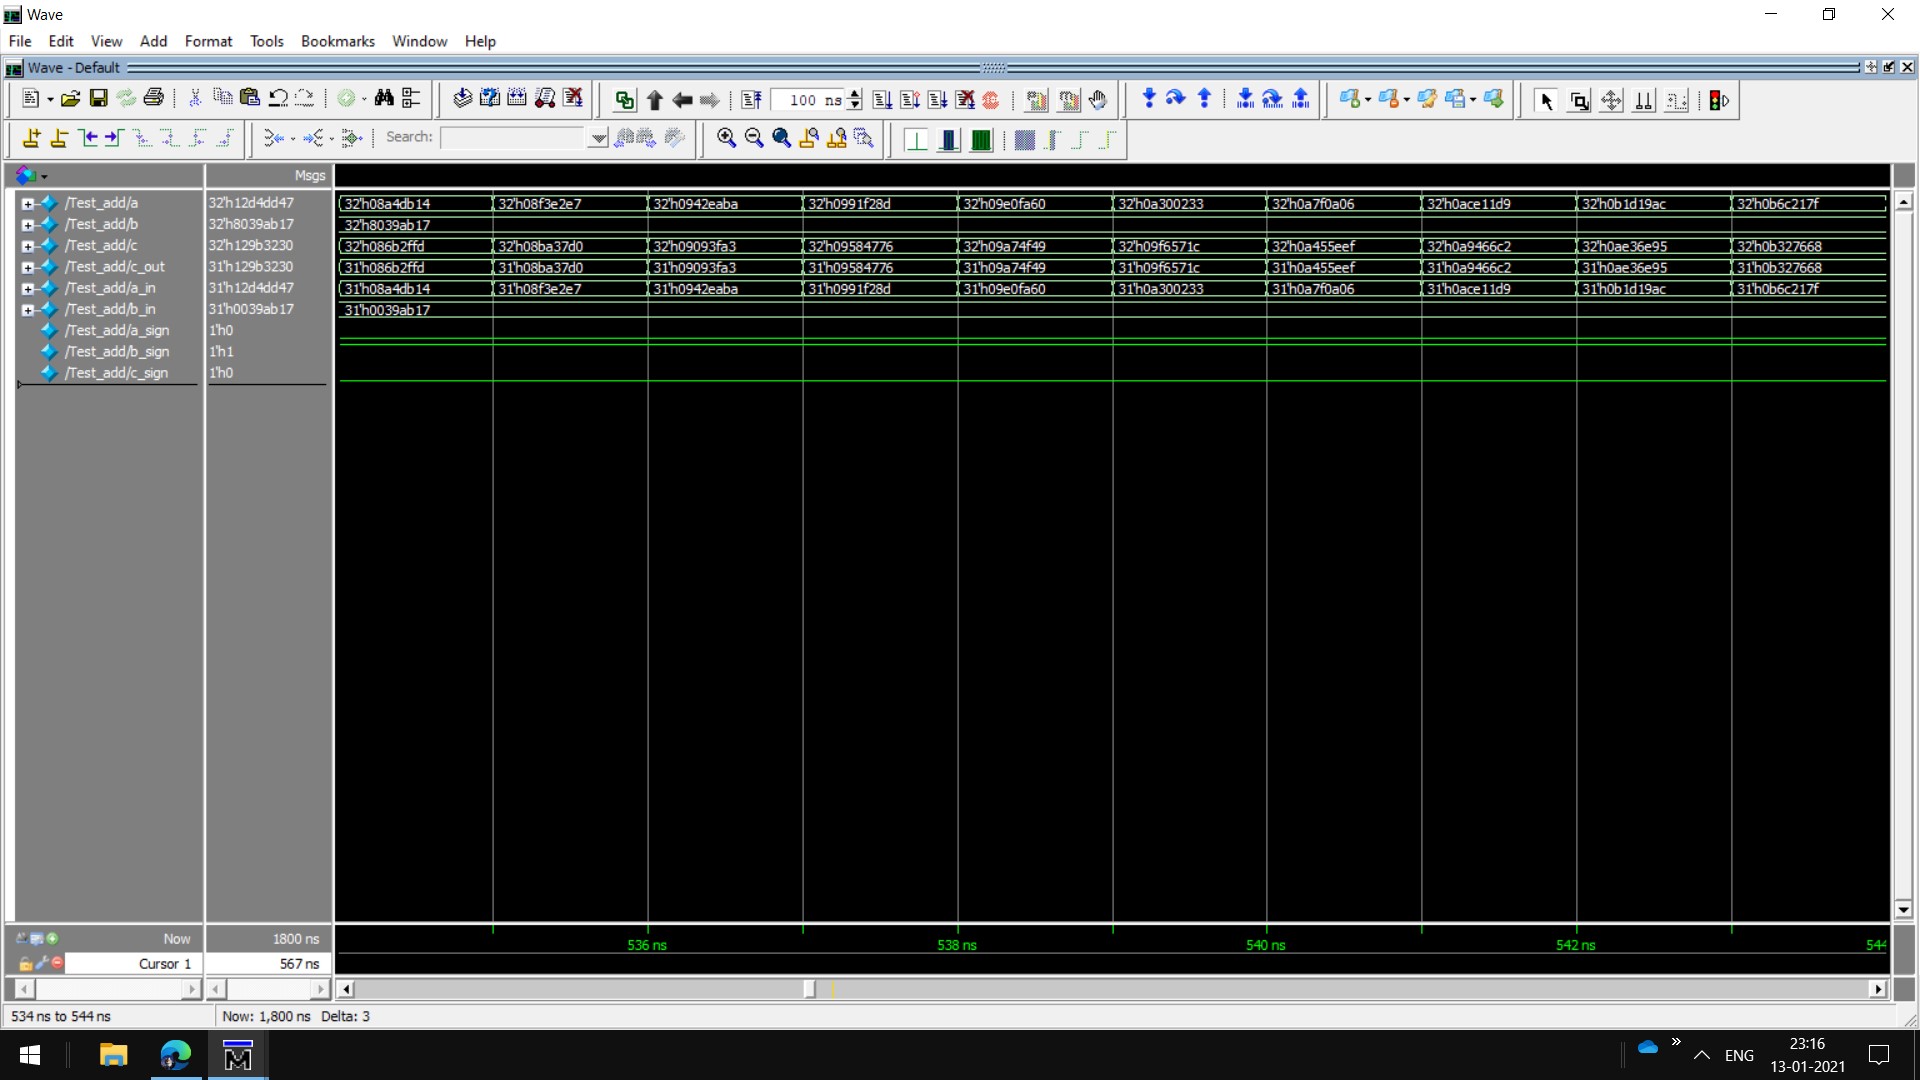 Wave
File Edit View Add Format Tools Bookmarks Window Help
Wave - Default
100 ns
Search:
Msgs
/Test_add/a 32'h12d4dd47 32'h08a4db14 32'h08f3e2e7 32'h0942eaba 32'h0991f28d 32'h09e0fa60 32'h0a300233 32'h0a7f0a06 32'h0ace11d9 32'h0b1d19ac 32'h0b6c217f
/Test_add/b 32'h8039ab17 32'h8039ab17
/Test_add/c 32'h129b3230 32'h086b2ffd 32'h08ba37d0 32'h09093fa3 32'h09584776 32'h09a74f49 32'h09f6571c 32'h0a455eef 32'h0a9466c2 32'h0ae36e95 32'h0b327668
/Test_add/c_out 31'h129b3230 31'h086b2ffd 31'h08ba37d0 31'h09093fa3 31'h09584776 31'h09a74f49 31'h09f6571c 31'h0a455eef 31'h0a9466c2 31'h0ae36e95 31'h0b327668
/Test_add/a_in 31'h12d4dd47 31'h08a4db14 31'h08f3e2e7 31'h0942eaba 31'h0991f28d 31'h09e0fa60 31'h0a300233 31'h0a7f0a06 31'h0ace11d9 31'h0b1d19ac 31'h0b6c217f
/Test_add/b_in 31'h0039ab17 31'h0039ab17
/Test_add/a_sign 1'h0
/Test_add/b_sign 1'h1
/Test_add/c_sign 1'h0
Now 1800 ns 536 ns 538 ns 540 ns 542 ns 544
Cursor 1 567 ns
534 ns to 544 ns Now: 1,800 ns Delta: 3
ENG
23:16
13-01-2021